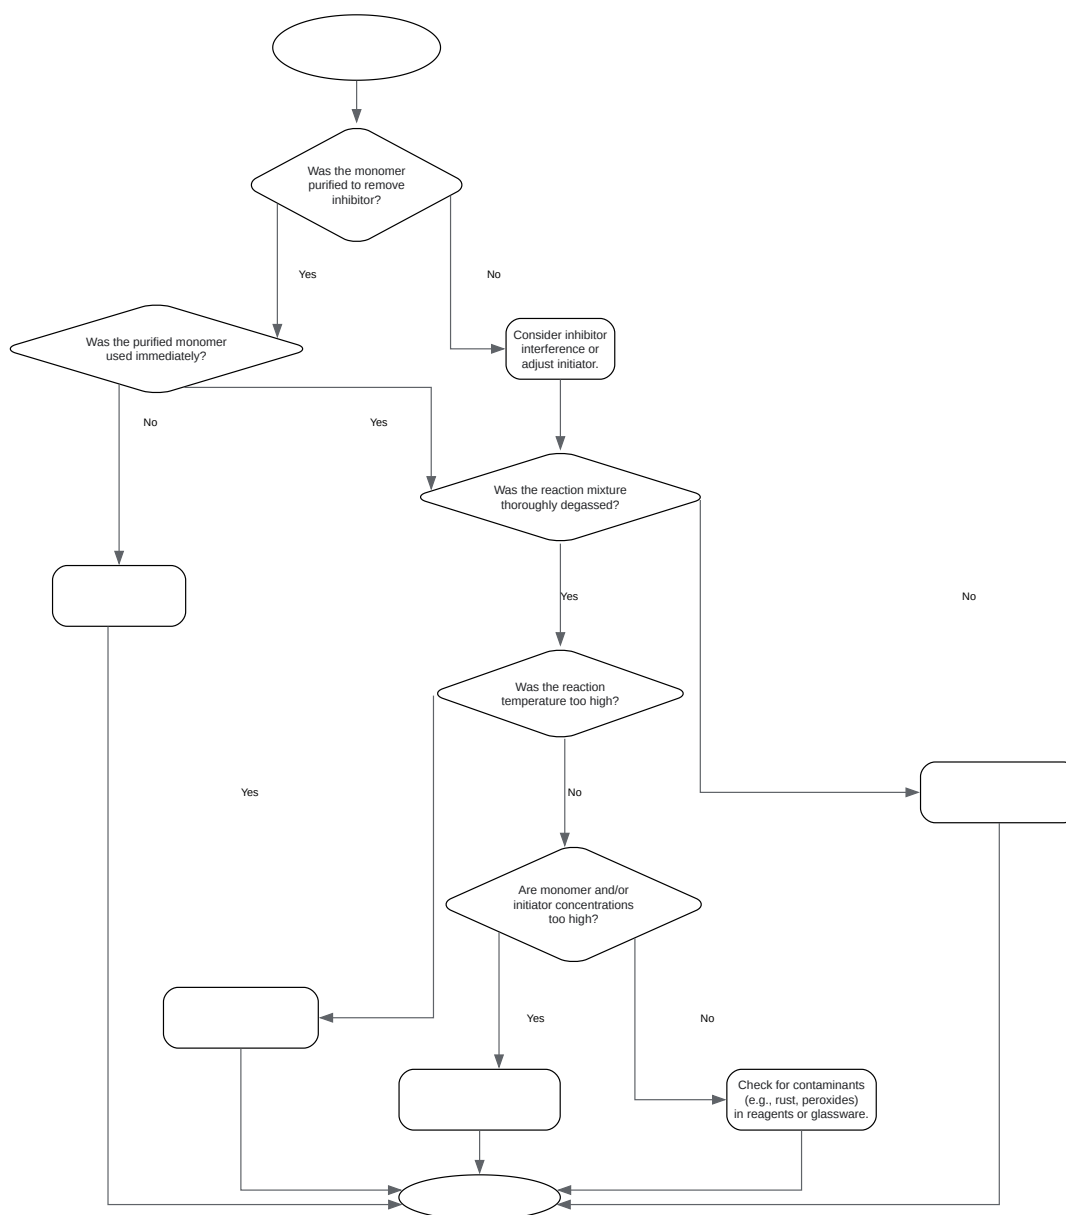 Was the monomer
purified to remove
inhibitor?
Yes
No
Was the purified monomer
used immediately?
Consider inhibitor
interference or
adjust initiator.
No
Yes
Was the reaction mixture
thoroughly degassed?
Yes
No
Was the reaction
temperature too high?
Yes
No
Are monomer and/or
initiator concentrations
too high?
Yes
No
Check for contaminants
(e.g., rust, peroxides)
in reagents or glassware.